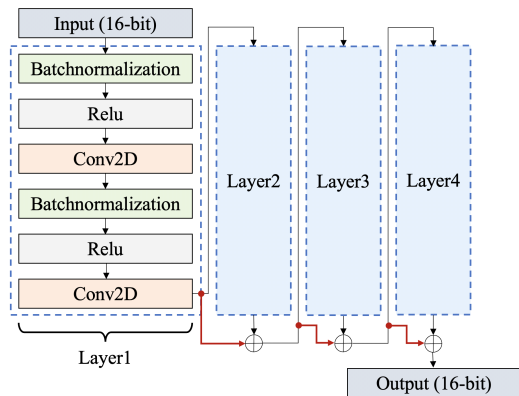 Input (16-bit)
Batchnormalization
Relu
Conv2D
Batchnormalization
Relu
Conv2D
Layer1
Layer2
Layer3
Layer4
Output (16-bit)